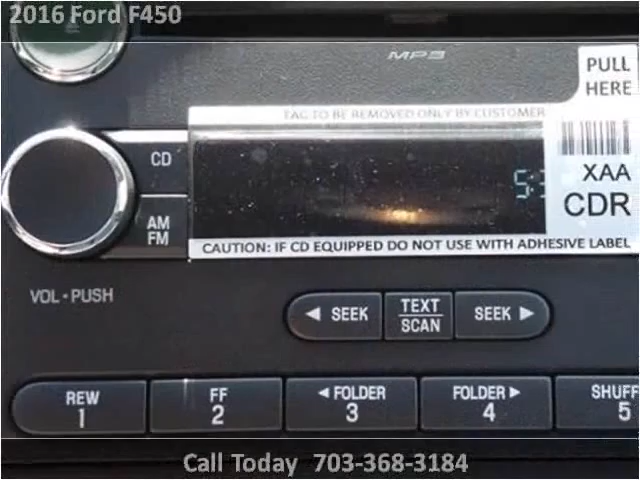 2016 Ford F450
MP3
PULL
HERE
TAG TO BE REMOVED ONLY BY CUSTOMER
CD
XAA
CDR
AM
FM
CAUTION: IF CD EQUIPPED DO NOT USE WITH ADHESIVE LABEL
VOL • PUSH
◄ SEEK
TEXT
SCAN
SEEK ►
REW
1
FF
2
◄ FOLDER
3
FOLDER ►
4
SHUFF
5
Call Today 703-368-3184